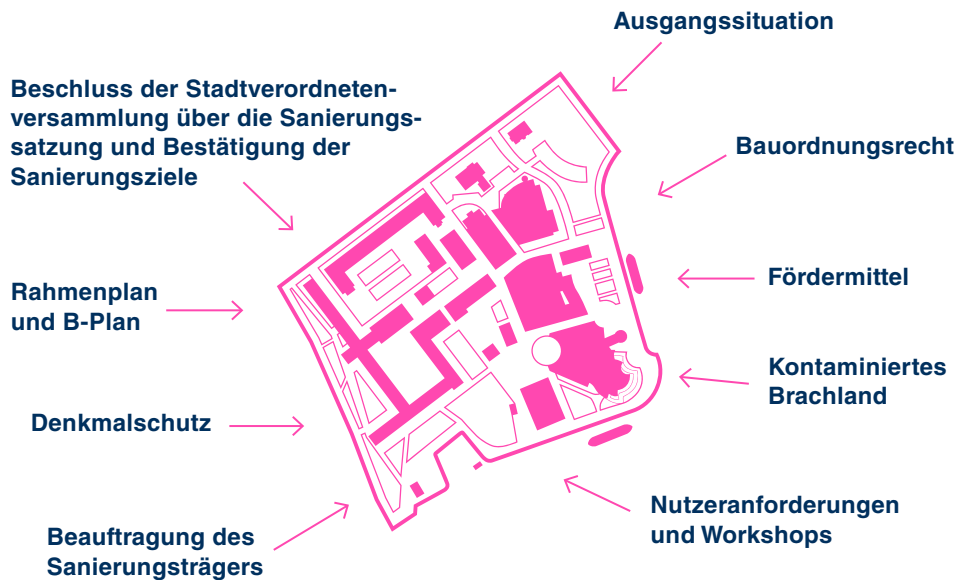 Ausgangssituation
Beschluss der Stadtverordneten-
versammlung über die Sanierungs-
satzung und Bestätigung der
Sanierungsziele
Bauordnungsrecht
Rahmenplan
und B-Plan
Fördermittel
Kontaminiertes
Brachland
Denkmalschutz
Nutzeranforderungen
und Workshops
Beauftragung des
Sanierungsträgers